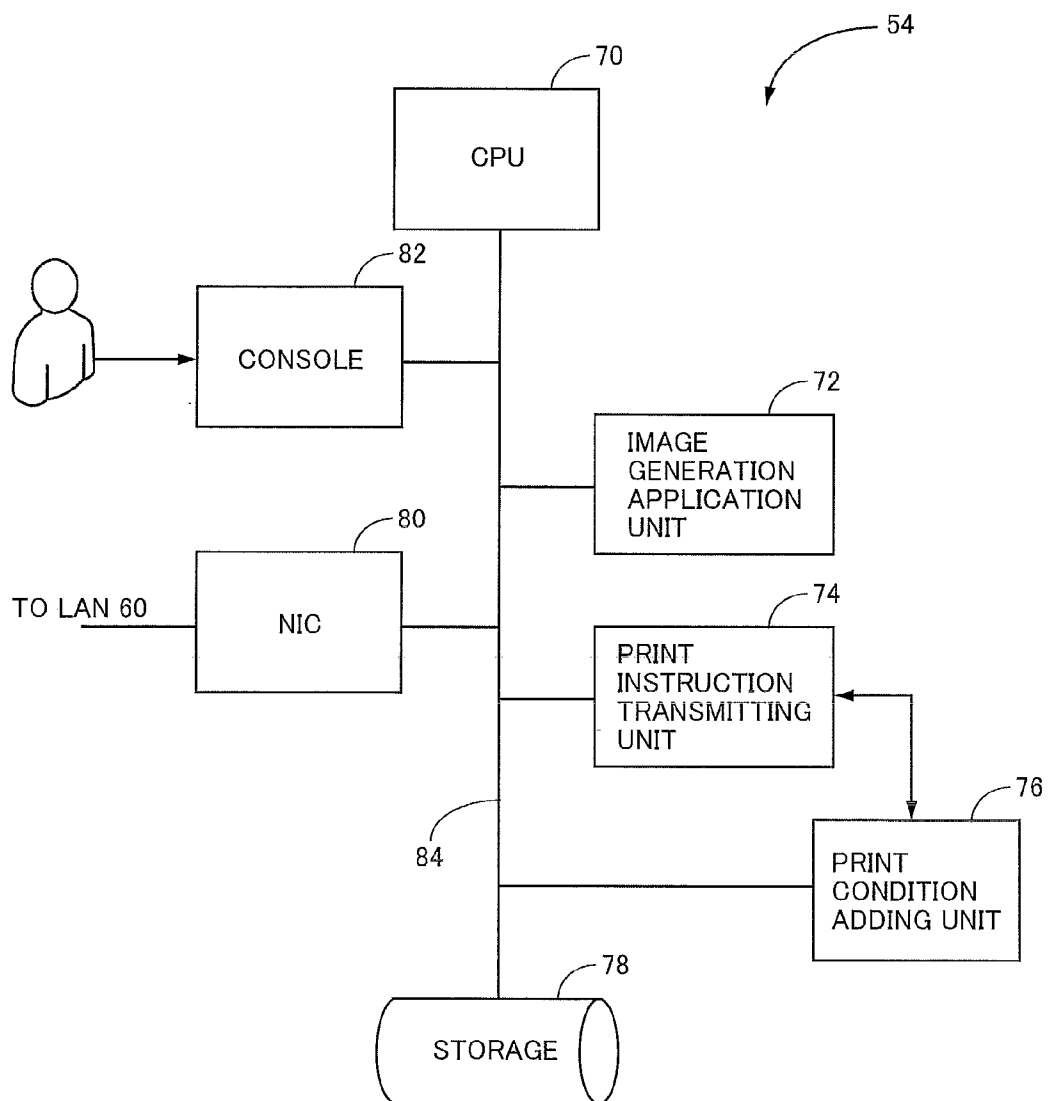 54
70
CPU
82
CONSOLE
72
IMAGE
GENERATION
APPLICATION
UNIT
80
TO LAN 60
NIC
74
PRINT
INSTRUCTION
TRANSMITTING
UNIT
84
76
PRINT
CONDITION
ADDING UNIT
78
STORAGE